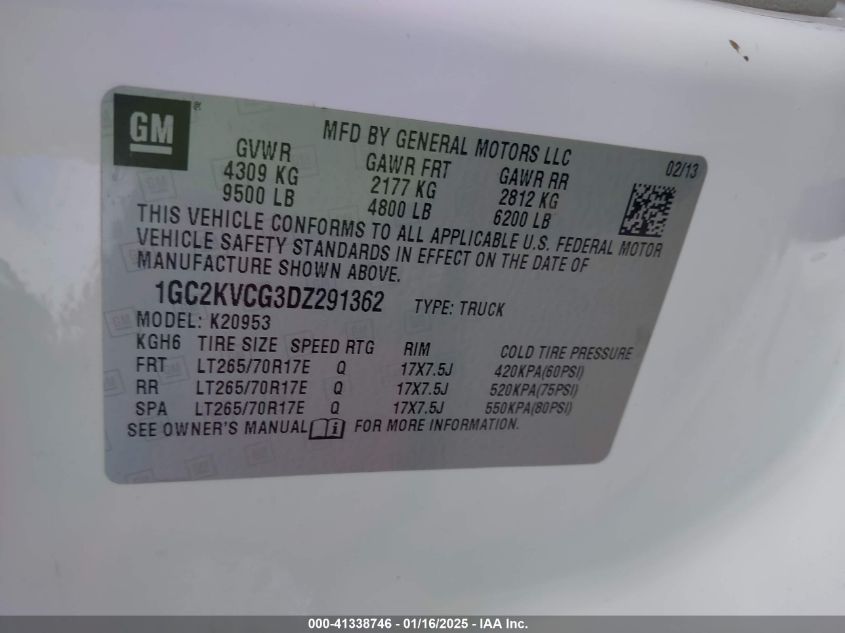 GM ®
MFD BY GENERAL MOTORS LLC
02/13
GVWR GAWR FRT GAWR RR
4309 KG 2177 KG 2812 KG
9500 LB 4800 LB 6200 LB
THIS VEHICLE CONFORMS TO ALL APPLICABLE U.S. FEDERAL MOTOR
VEHICLE SAFETY STANDARDS IN EFFECT ON THE DATE OF
MANUFACTURE SHOWN ABOVE.
1GC2KVCG3DZ291362 TYPE: TRUCK
MODEL: K20953
KGH6 TIRE SIZE SPEED RTG RIM COLD TIRE PRESSURE
FRT LT265/70R17E Q 17X7.5J 420KPA(60PSI)
RR LT265/70R17E Q 17X7.5J 520KPA(75PSI)
SPA LT265/70R17E Q 17X7.5J 550KPA(80PSI)
SEE OWNER'S MANUAL i FOR MORE INFORMATION.
000-41338746 - 01/16/2025 - IAA Inc.